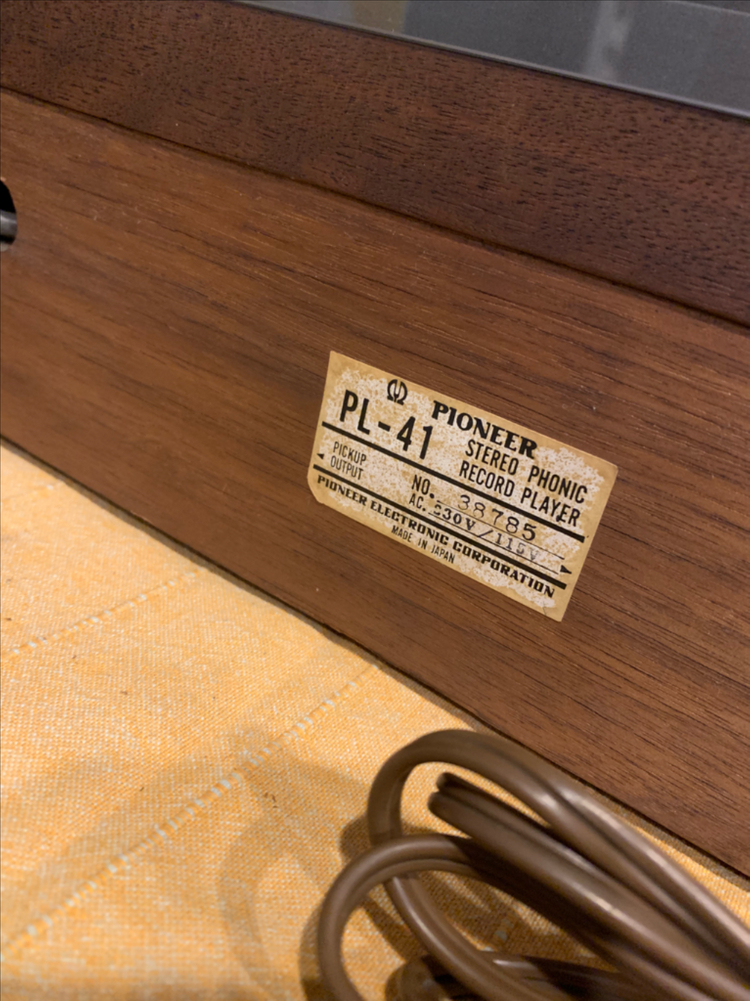 PIONEER
PL-41 STEREO PHONIC
RECORD PLAYER
PICKUP
OUTPUT
NO. 38785
AC. 230V/115V
PIONEER ELECTRONIC CORPORATION
MADE IN JAPAN